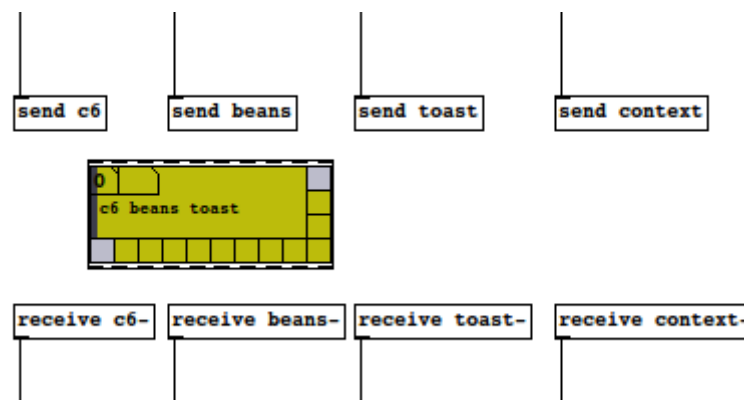 send c6
send beans
send toast
send context
0
c6 beans toast
receive c6-
receive beans-
receive toast-
receive context-